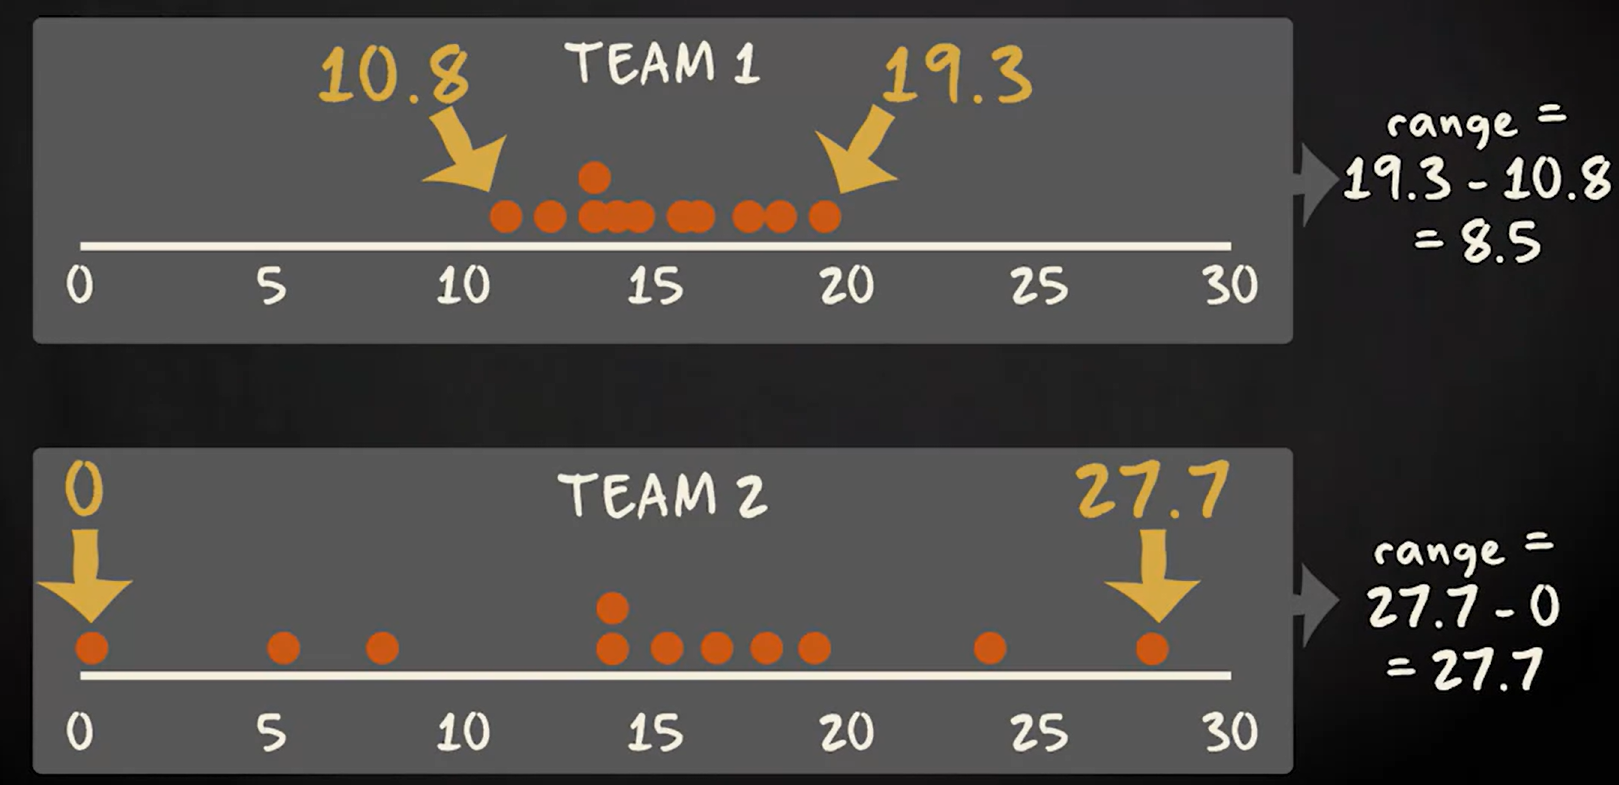 TEAM 1
10.8
19.3
0 5 10 15 20 25 30
range =
19.3 - 10.8
= 8.5
TEAM 2
0
27.7
0 5 10 15 20 25 30
range =
27.7 - 0
= 27.7